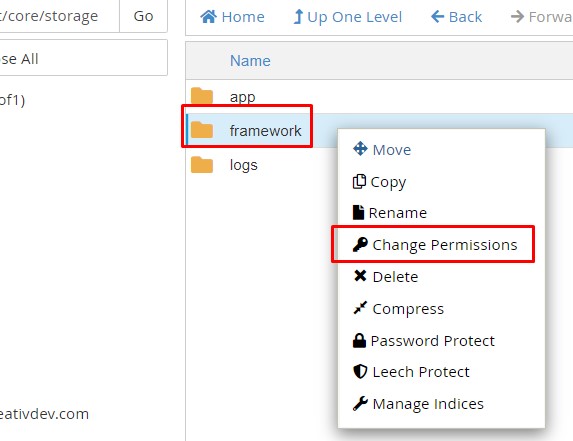 t/core/storage Go
Home Up One Level Back Forwa
se All
Name
of1)
app
framework
logs
Move
Copy
Rename
Change Permissions
Delete
Compress
Password Protect
Leech Protect
Manage Indices
eativdev.com